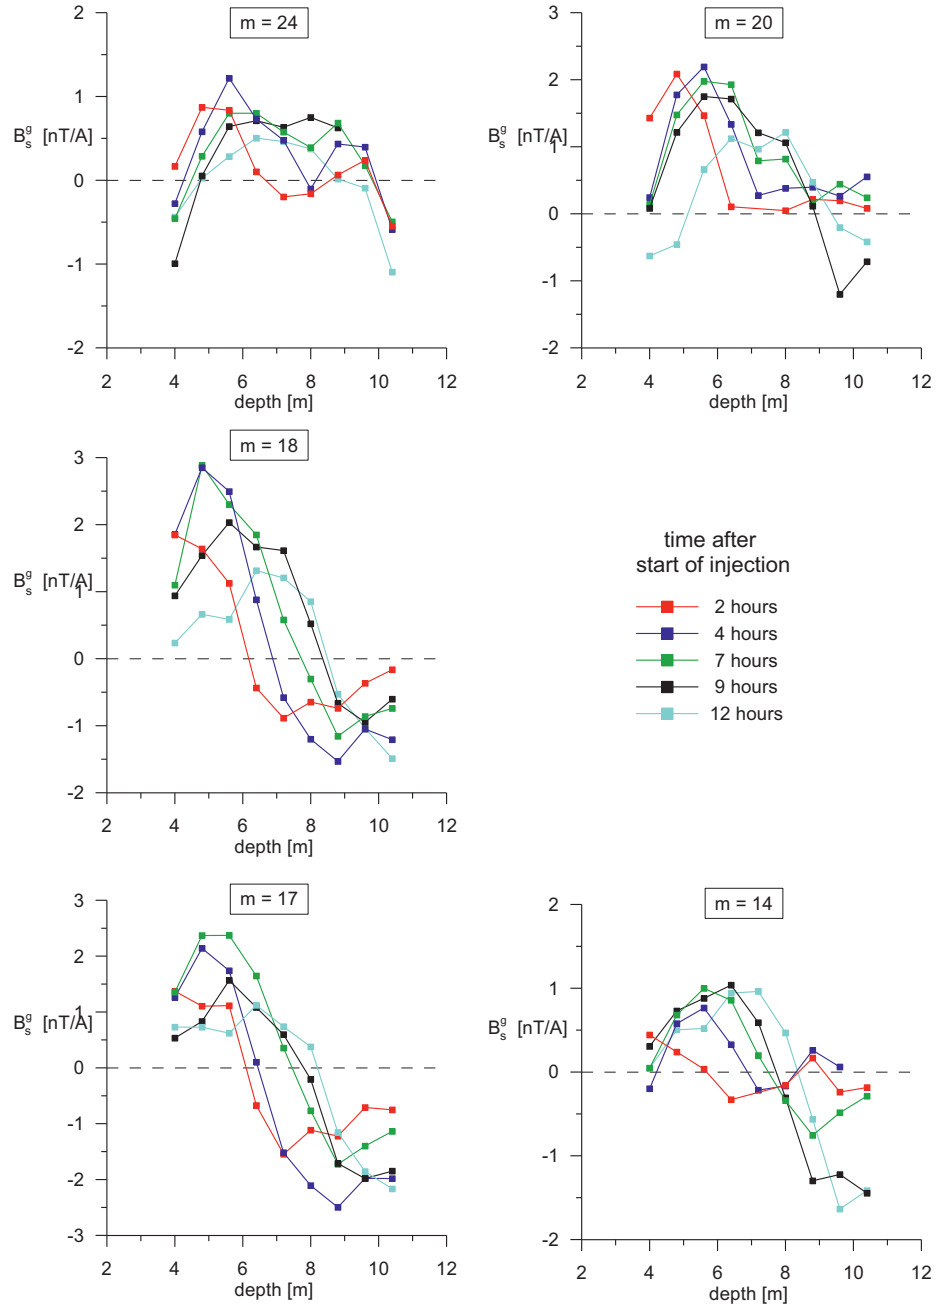 m = 24
2
1
0
-1
-2
B_s^g [nT/A]
2 4 6 8 10 12
depth [m]
m = 20
3
2
1
0
-1
-2
B_s^g [nT/A]
2 4 6 8 10 12
depth [m]
m = 18
3
2
1
0
-1
-2
B_s^g [nT/A]
2 4 6 8 10 12
depth [m]
time after
start of injection
2 hours
4 hours
7 hours
9 hours
12 hours
m = 17
3
2
1
0
-1
-2
-3
B_s^g [nT/A]
2 4 6 8 10 12
depth [m]
m = 14
2
1
0
-1
-2
B_s^g [nT/A]
2 4 6 8 10 12
depth [m]